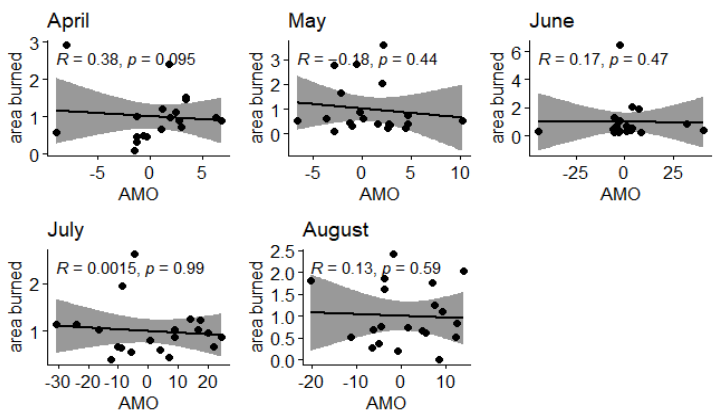 April
R = 0.38, p = 0.095
area burned
3
2
1
0
-5
0
5
AMO
May
R = −0.18, p = 0.44
area burned
3
2
1
0
-5
0
5
10
AMO
June
R = 0.17, p = 0.47
area burned
6
4
2
0
-25
0
25
AMO
July
R = 0.0015, p = 0.99
area burned
2
1
-30
-20
-10
0
10
20
AMO
August
R = 0.13, p = 0.59
area burned
2.5
2.0
1.5
1.0
0.5
0.0
-20
-10
0
10
AMO